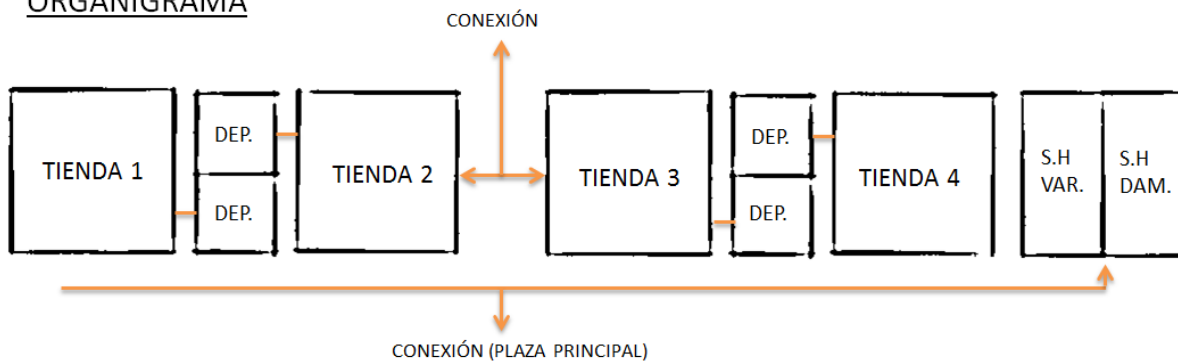 ORGANIGRAMA
CONEXIÓN
TIENDA 1
DEP.
DEP.
TIENDA 2
TIENDA 3
DEP.
DEP.
TIENDA 4
S.H
VAR.
S.H
DAM.
CONEXIÓN (PLAZA PRINCIPAL)